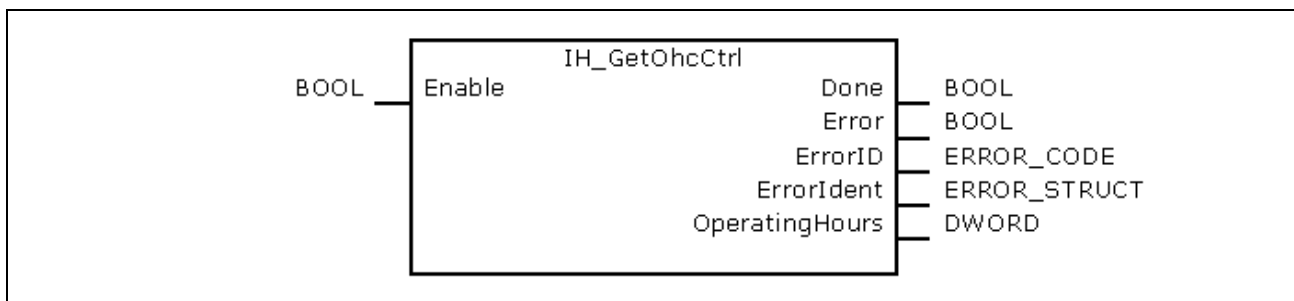 IH_GetOhcCtrl
BOOL Enable Done BOOL
Error BOOL
ErrorID ERROR_CODE
ErrorIdent ERROR_STRUCT
OperatingHours DWORD